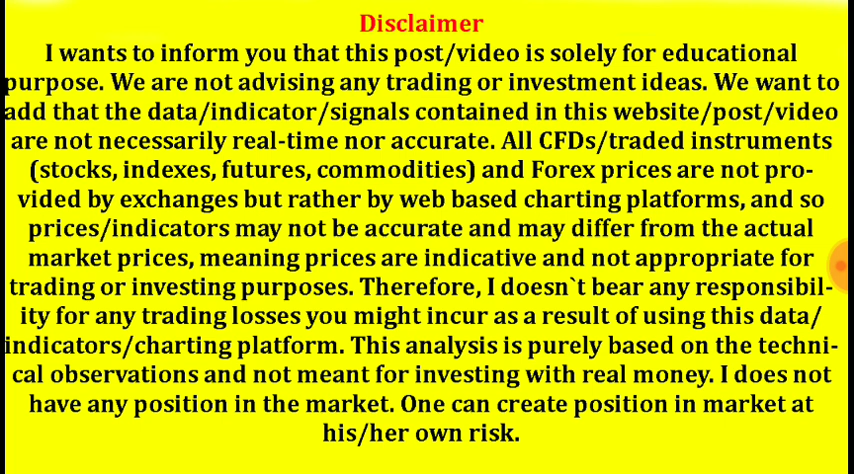 Disclaimer
I wants to inform you that this post/video is solely for educational
purpose. We are not advising any trading or investment ideas. We want to
add that the data/indicator/signals contained in this website/post/video
are not necessarily real-time nor accurate. All CFDs/traded instruments
(stocks, indexes, futures, commodities) and Forex prices are not pro-
vided by exchanges but rather by web based charting platforms, and so
prices/indicators may not be accurate and may differ from the actual
market prices, meaning prices are indicative and not appropriate for
trading or investing purposes. Therefore, I doesn`t bear any responsibil-
ity for any trading losses you might incur as a result of using this data/
indicators/charting platform. This analysis is purely based on the techni-
cal observations and not meant for investing with real money. I does not
have any position in the market. One can create position in market at
his/her own risk.